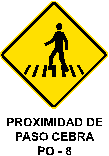 PROXIMIDAD DE
PASO CEBRA
PO - 8